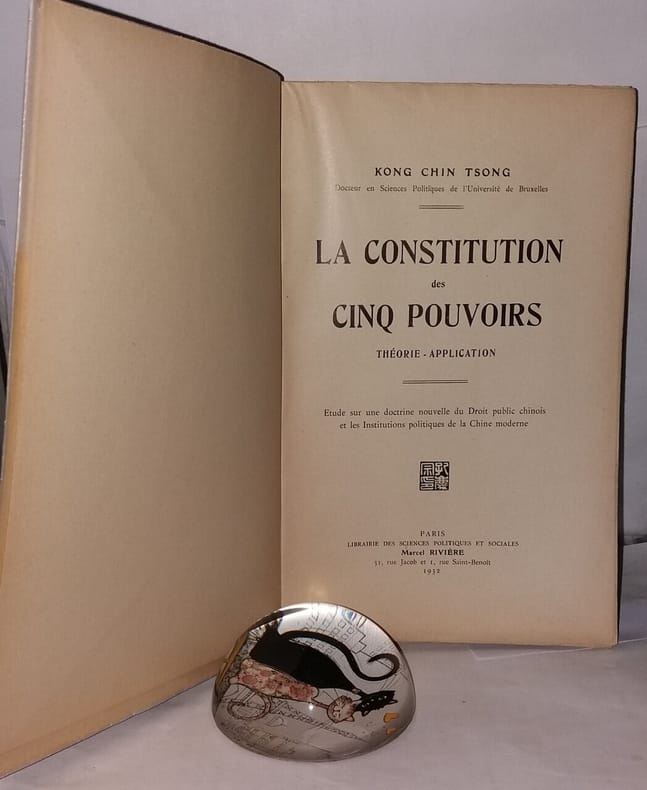 KONG CHIN TSONG
Docteur en Sciences Politiques de l'Université de Bruxelles
LA CONSTITUTION
des
CINQ POUVOIRS
THÉORIE - APPLICATION
Etude sur une doctrine nouvelle du Droit public chinois
et les Institutions politiques de la Chine moderne
PARIS
LIBRAIRIE DES SCIENCES POLITIQUES ET SOCIALES
Marcel RIVIÈRE
31, rue Jacob et 1, rue Saint-Benoît
1932